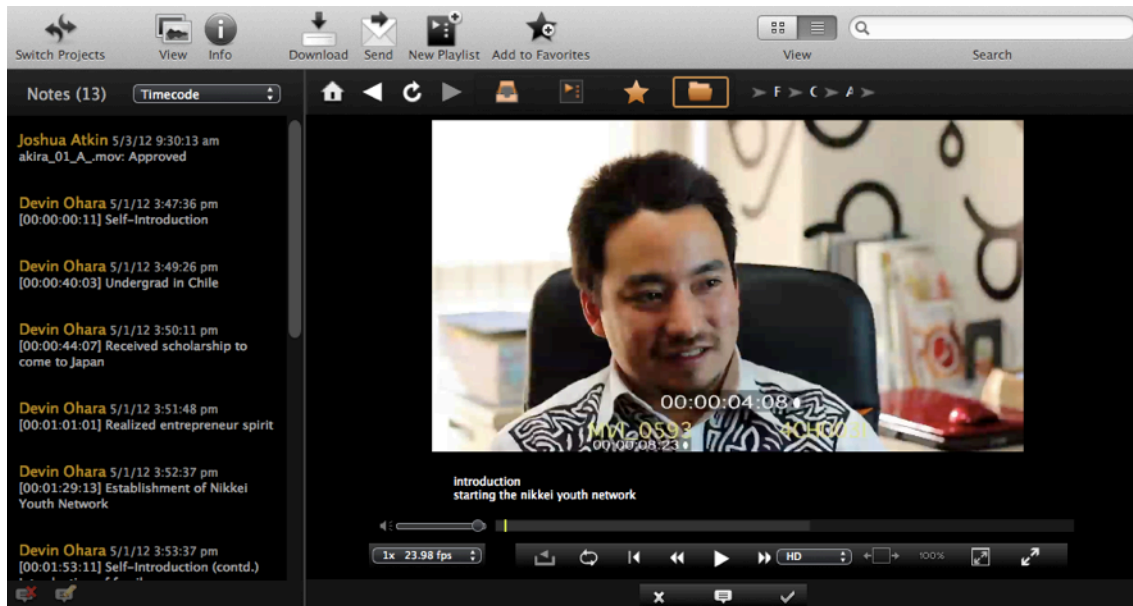 Switch Projects
View
Info
Download
Send
New Playlist
Add to Favorites
View
Search
Notes (13)
Timecode
F
C
A
Joshua Atkin 5/3/12 9:30:13 am
akira_01_A_.mov: Approved
Devin Ohara 5/1/12 3:47:36 pm
[00:00:00:11] Self-Introduction
Devin Ohara 5/1/12 3:49:26 pm
[00:00:40:03] Undergrad in Chile
Devin Ohara 5/1/12 3:50:11 pm
[00:00:44:07] Received scholarship to
come to Japan
Devin Ohara 5/1/12 3:51:48 pm
[00:01:01:01] Realized entrepreneur spirit
Devin Ohara 5/1/12 3:52:37 pm
[00:01:29:13] Establishment of Nikkei
Youth Network
Devin Ohara 5/1/12 3:53:37 pm
[00:01:53:11] Self-Introduction (contd.)
00:00:04:08
MVI_0593
00:00:08:23
introduction
starting the nikkei youth network
1x 23.98 fps
HD
100%